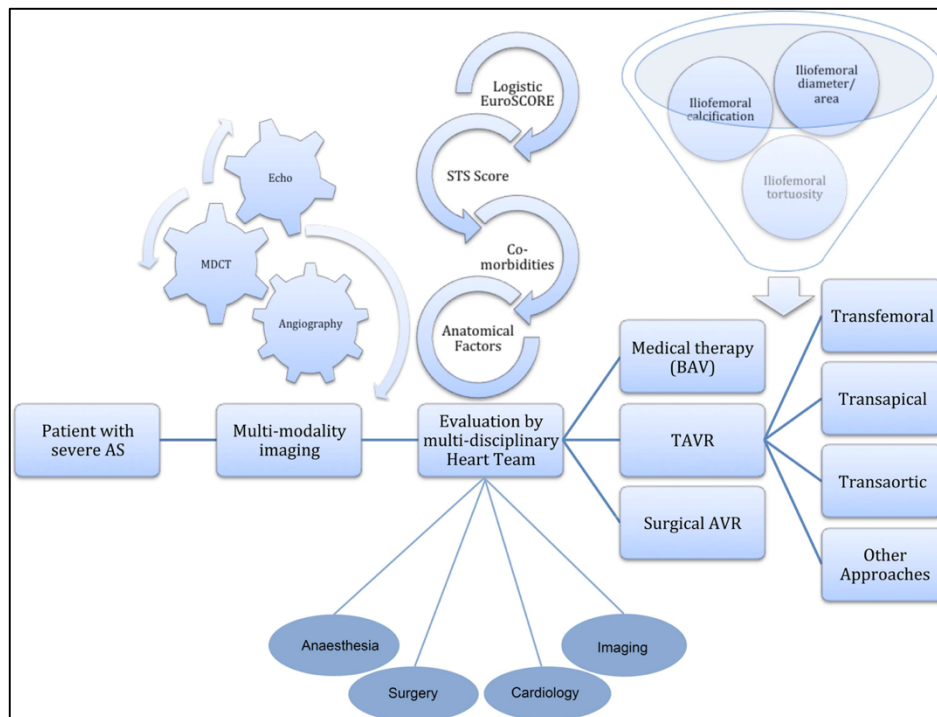 Logistic
EuroSCORE
STS Score
Co-
morbidities
Anatomical
Factors
Echo
MDCT
Angiography
Iliofemoral
calcification
Iliofemoral
diameter/
area
Iliofemoral
tortuosity
Patient with
severe AS
Multi-modality
imaging
Evaluation by
multi-disciplinary
Heart Team
Medical therapy
(BAV)
TAVR
Surgical AVR
Transfemoral
Transapical
Transaortic
Other
Approaches
Anaesthesia
Surgery
Cardiology
Imaging